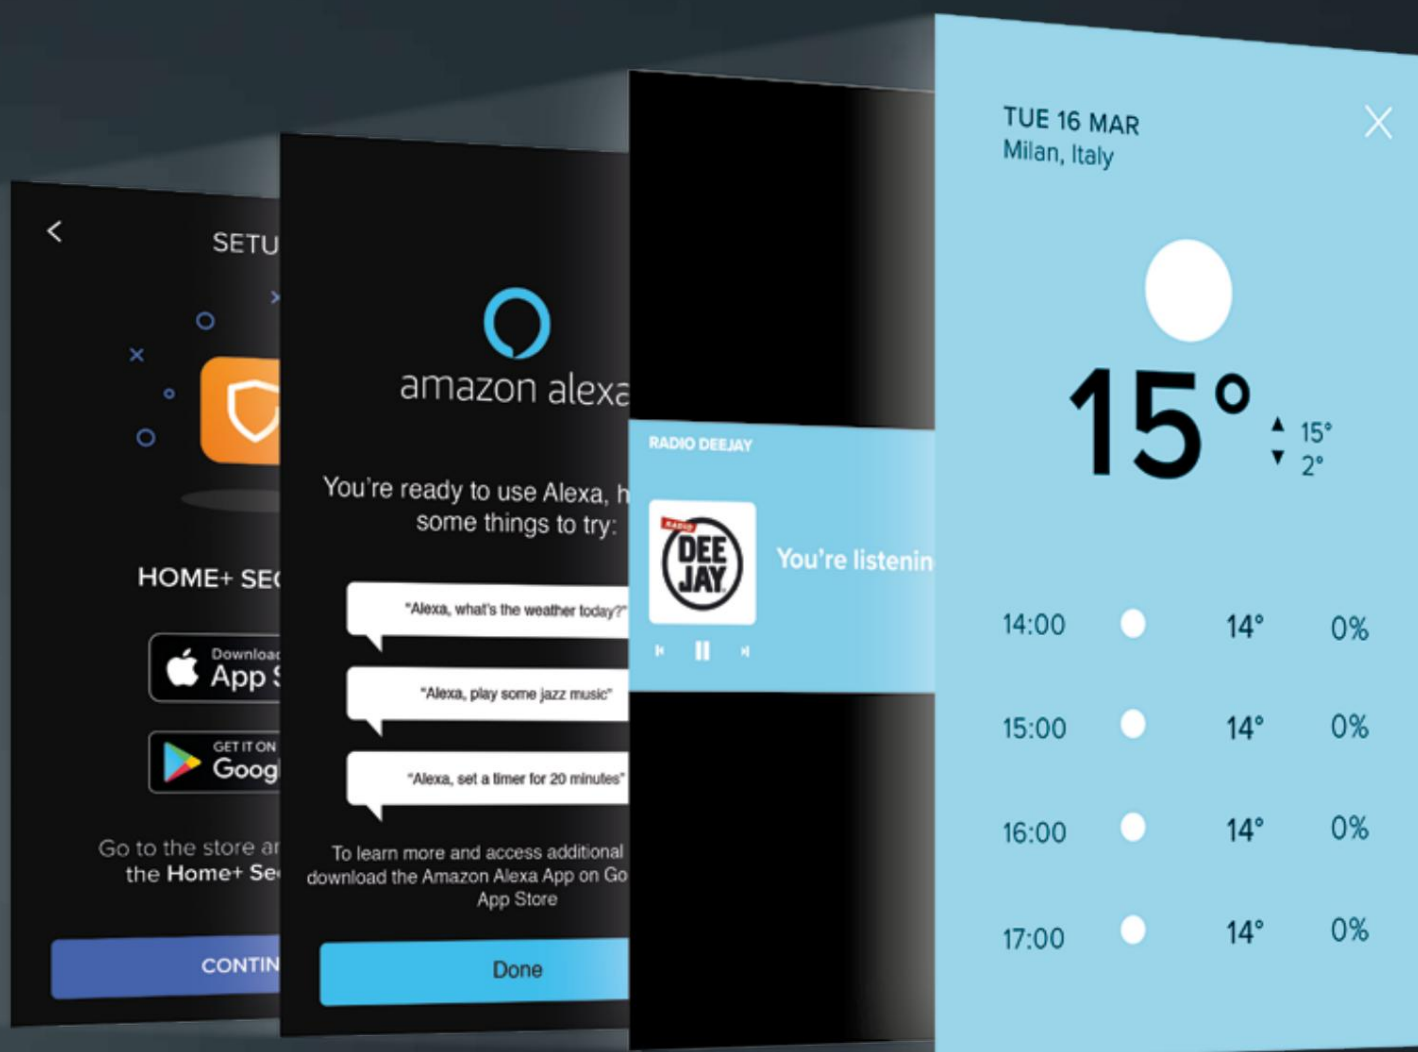 SETU
HOME+ SEC
Download
App S
GET IT ON
Goog
Go to the store an
the Home+ Se
CONTIN
amazon alexa
You're ready to use Alexa, h
some things to try:
"Alexa, what's the weather today?"
"Alexa, play some jazz music"
"Alexa, set a timer for 20 minutes"
To learn more and access additional
download the Amazon Alexa App on Go
App Store
Done
RADIO DEEJAY
RADIO
DEE
JAY
You're listenin
TUE 16 MAR
Milan, Italy
15°
15°
2°
14:00 14° 0%
15:00 14° 0%
16:00 14° 0%
17:00 14° 0%